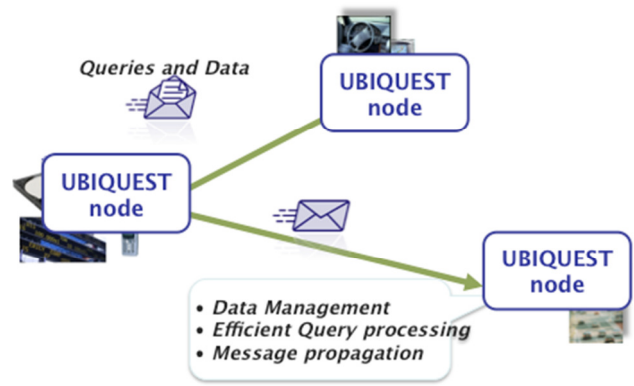 Queries and Data
UBIQUEST
node
UBIQUEST
node
UBIQUEST
node
• Data Management
• Efficient Query processing
• Message propagation